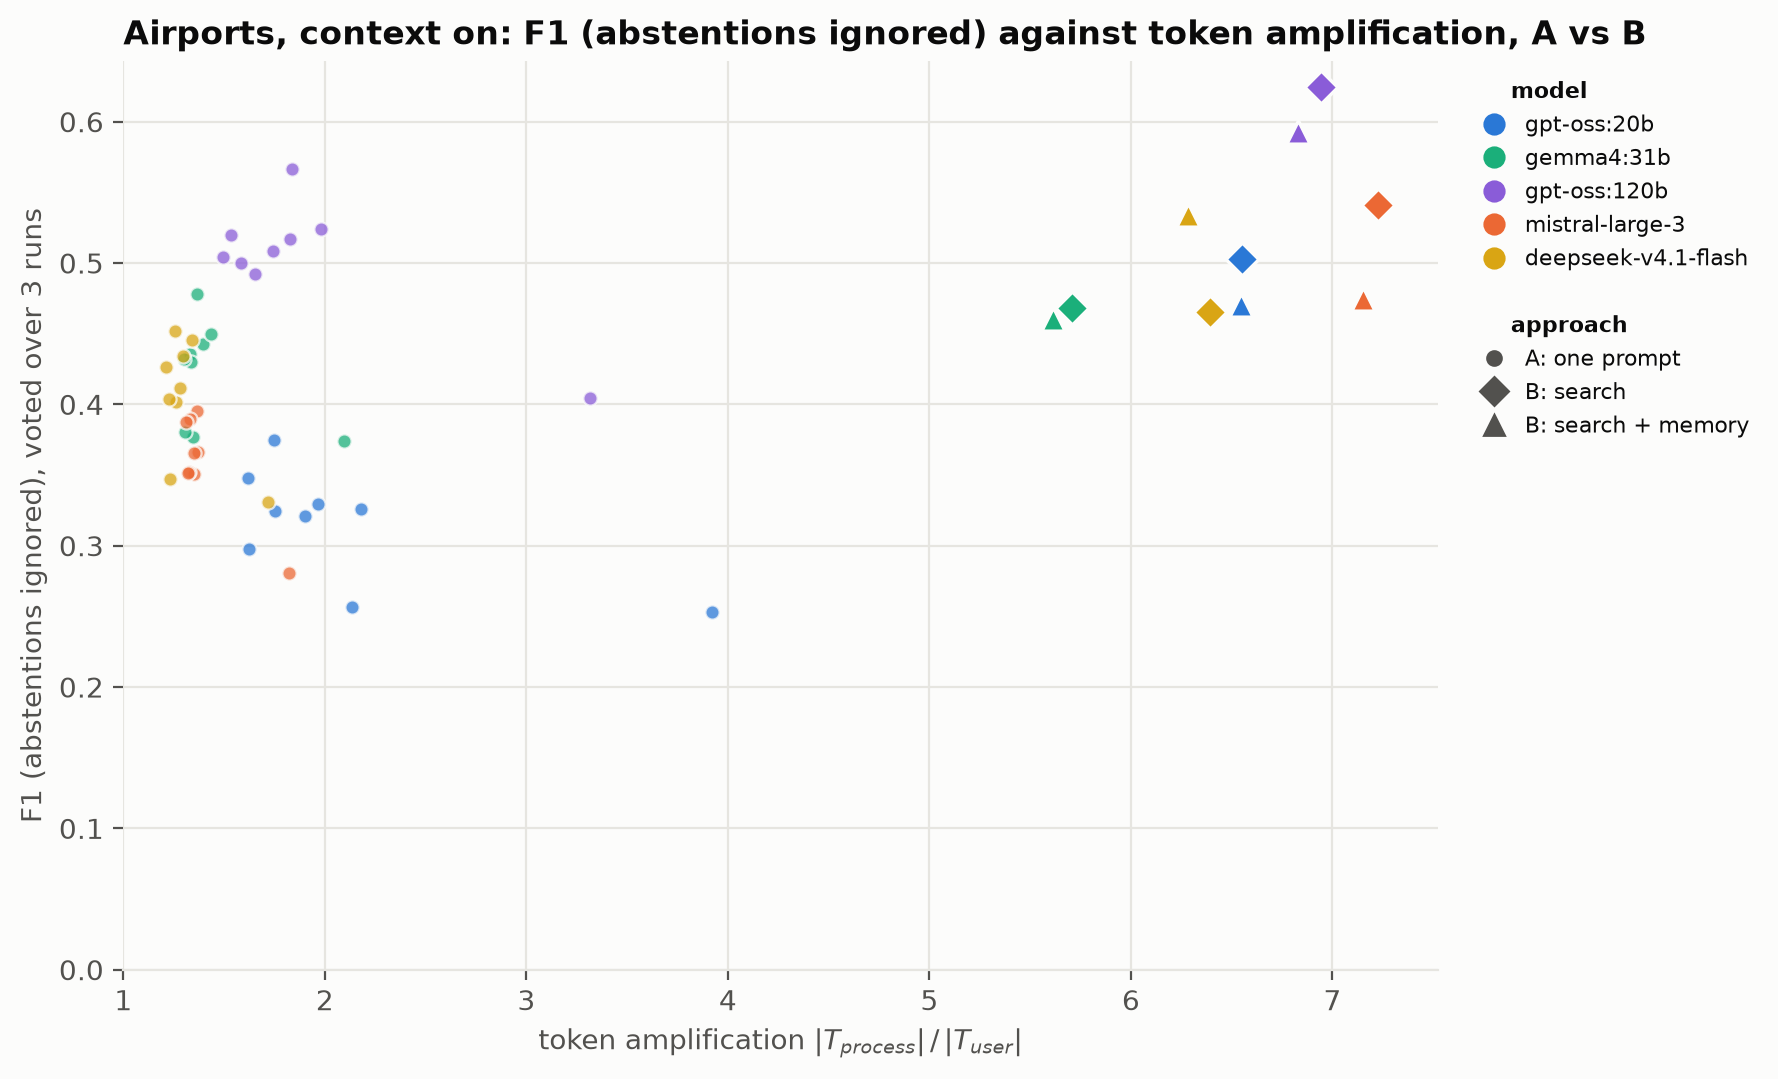 Airports, context on: F1 (abstentions ignored) against token amplification, A vs B
F1 (abstentions ignored), voted over 3 runs
0.6
0.5
0.4
0.3
0.2
0.1
0.0
1 2 3 4 5 6 7
token amplification |T_process| / |T_user|
model
gpt-oss:20b
gemma4:31b
gpt-oss:120b
mistral-large-3
deepseek-v4.1-flash
approach
A: one prompt
B: search
B: search + memory